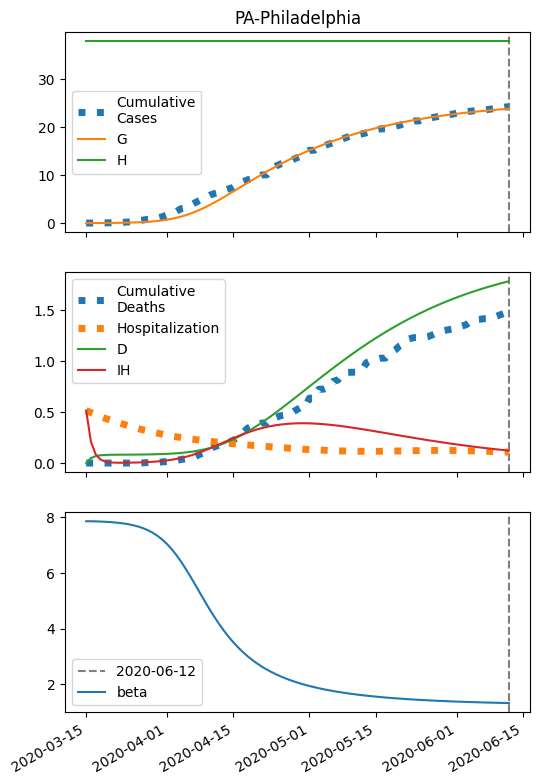 PA-Philadelphia
30
20
10
0
Cumulative
Cases
G
H
1.5
1.0
0.5
0.0
Cumulative
Deaths
Hospitalization
D
IH
8
6
4
2
2020-06-12
beta
2020-03-15
2020-04-01
2020-04-15
2020-05-01
2020-05-15
2020-06-01
2020-06-15